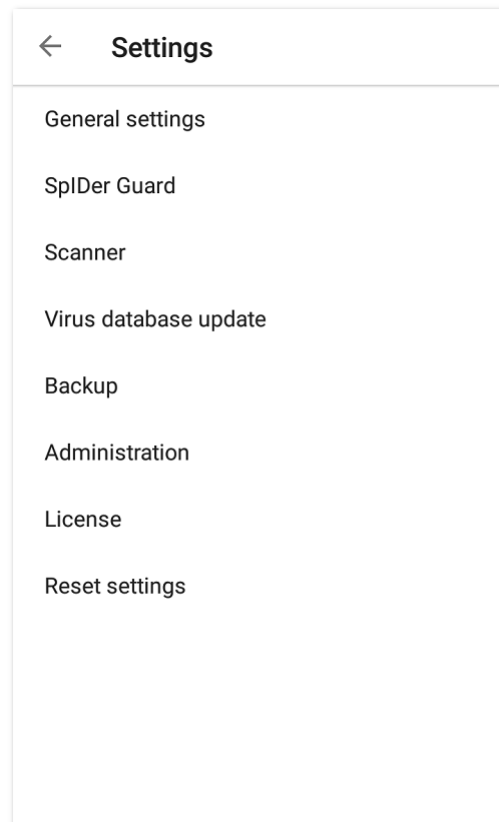 Settings
General settings
SpIDer Guard
Scanner
Virus database update
Backup
Administration
License
Reset settings